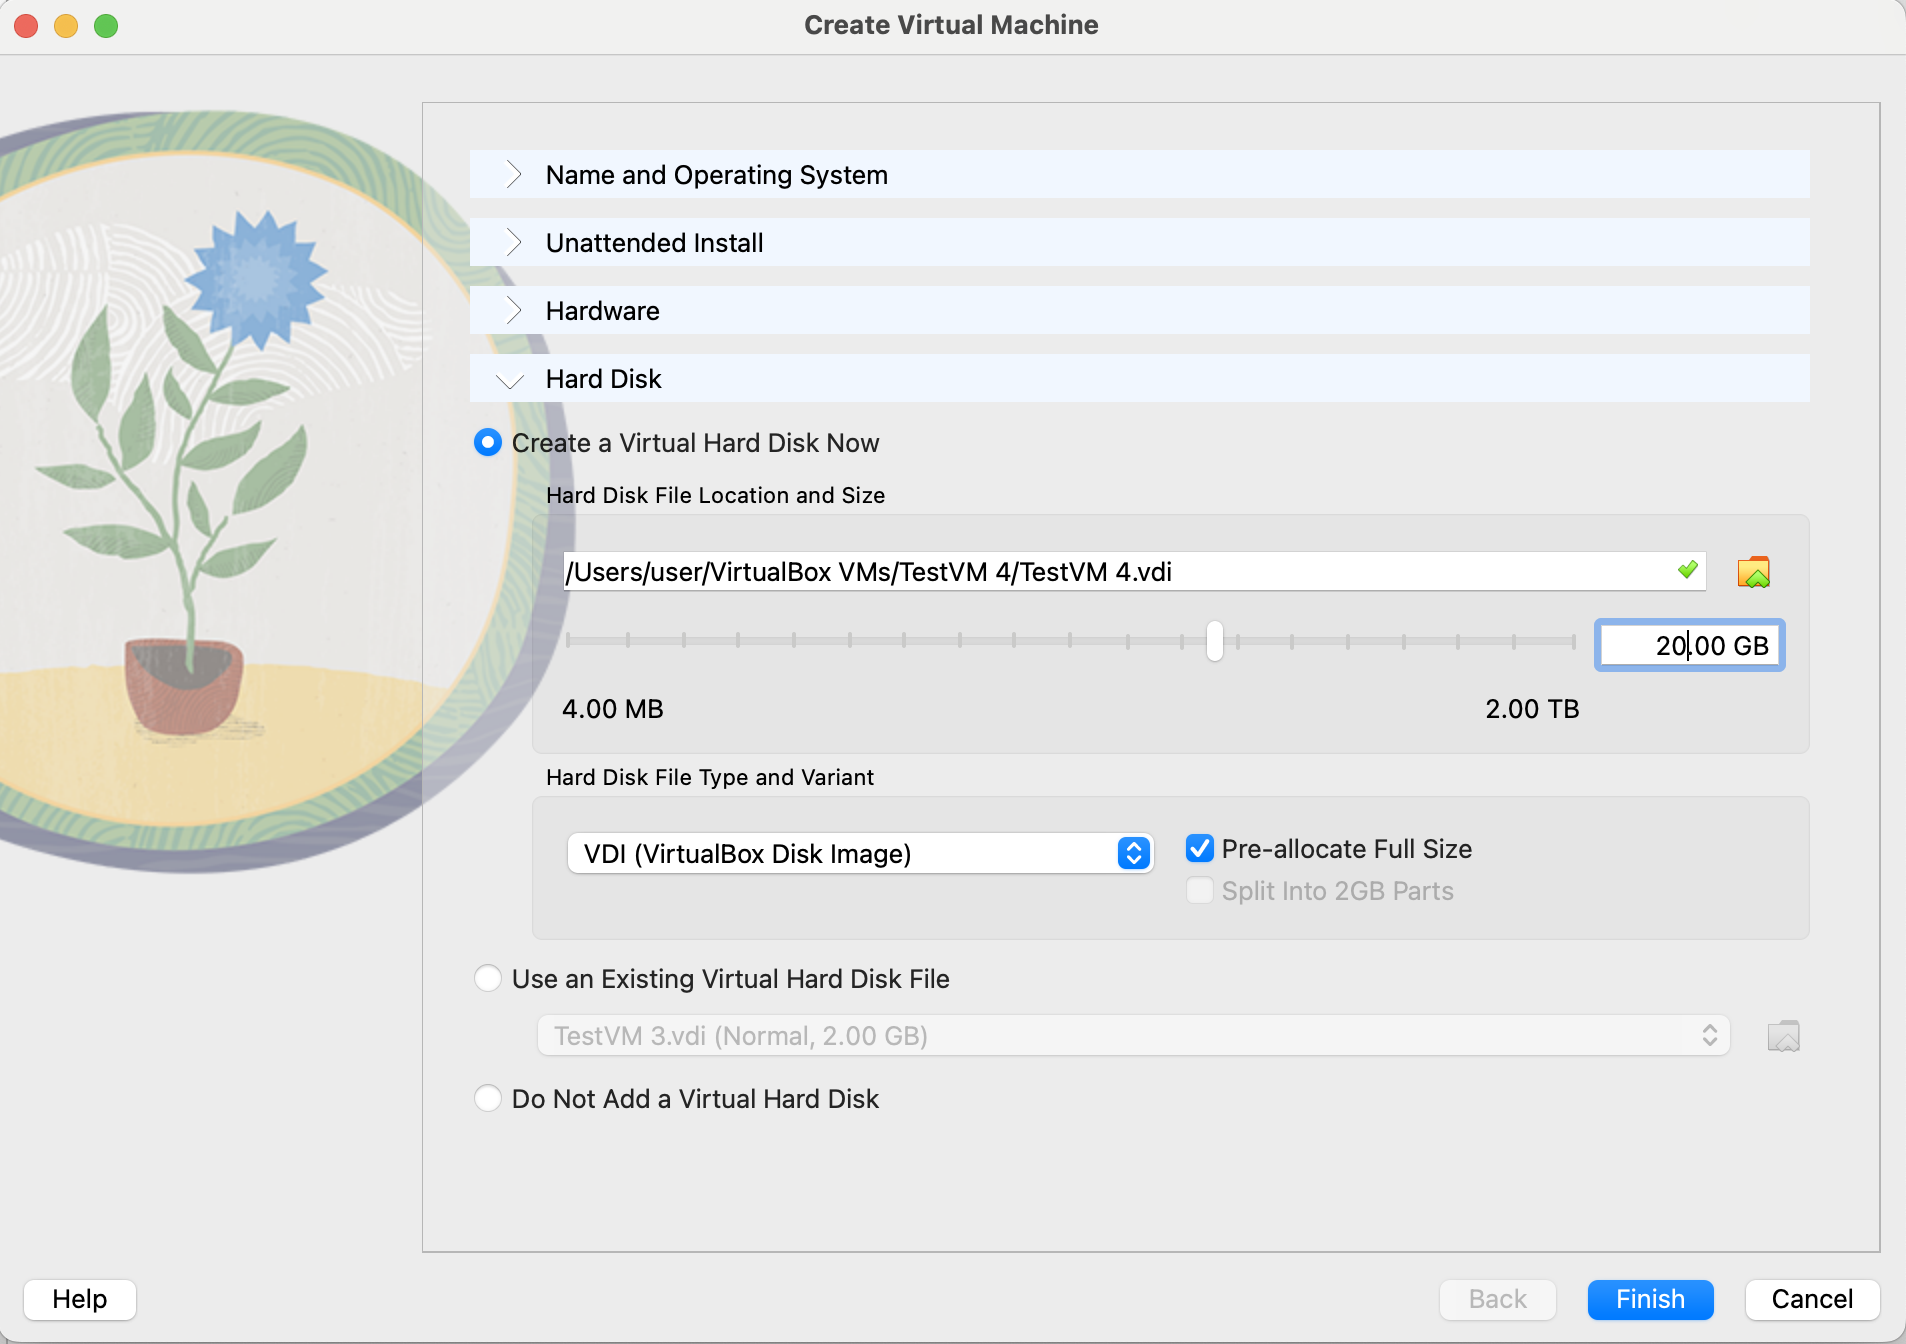 Create Virtual Machine
Name and Operating System
Unattended Install
Hardware
Hard Disk
Create a Virtual Hard Disk Now
Hard Disk File Location and Size
/Users/user/VirtualBox VMs/TestVM 4/TestVM 4.vdi
20.00 GB
4.00 MB 2.00 TB
Hard Disk File Type and Variant
VDI (VirtualBox Disk Image) Pre-allocate Full Size
Split Into 2GB Parts
Use an Existing Virtual Hard Disk File
TestVM 3.vdi (Normal, 2.00 GB)
Do Not Add a Virtual Hard Disk
Help Back Finish Cancel